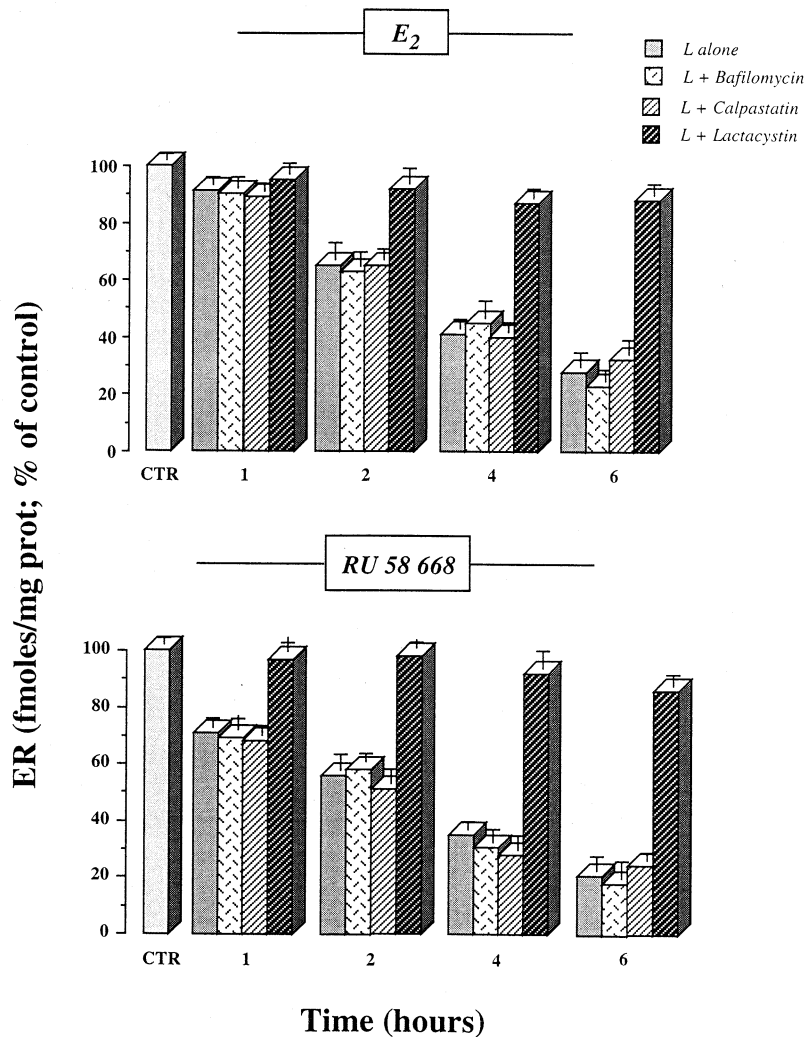 E2
L alone
L + Bafilomycin
L + Calpastatin
L + Lactacystin
100
80
60
40
20
0
CTR 1 2 4 6
RU 58 668
100
80
60
40
20
0
CTR 1 2 4 6
ER (fmoles/mg prot; % of control)
Time (hours)